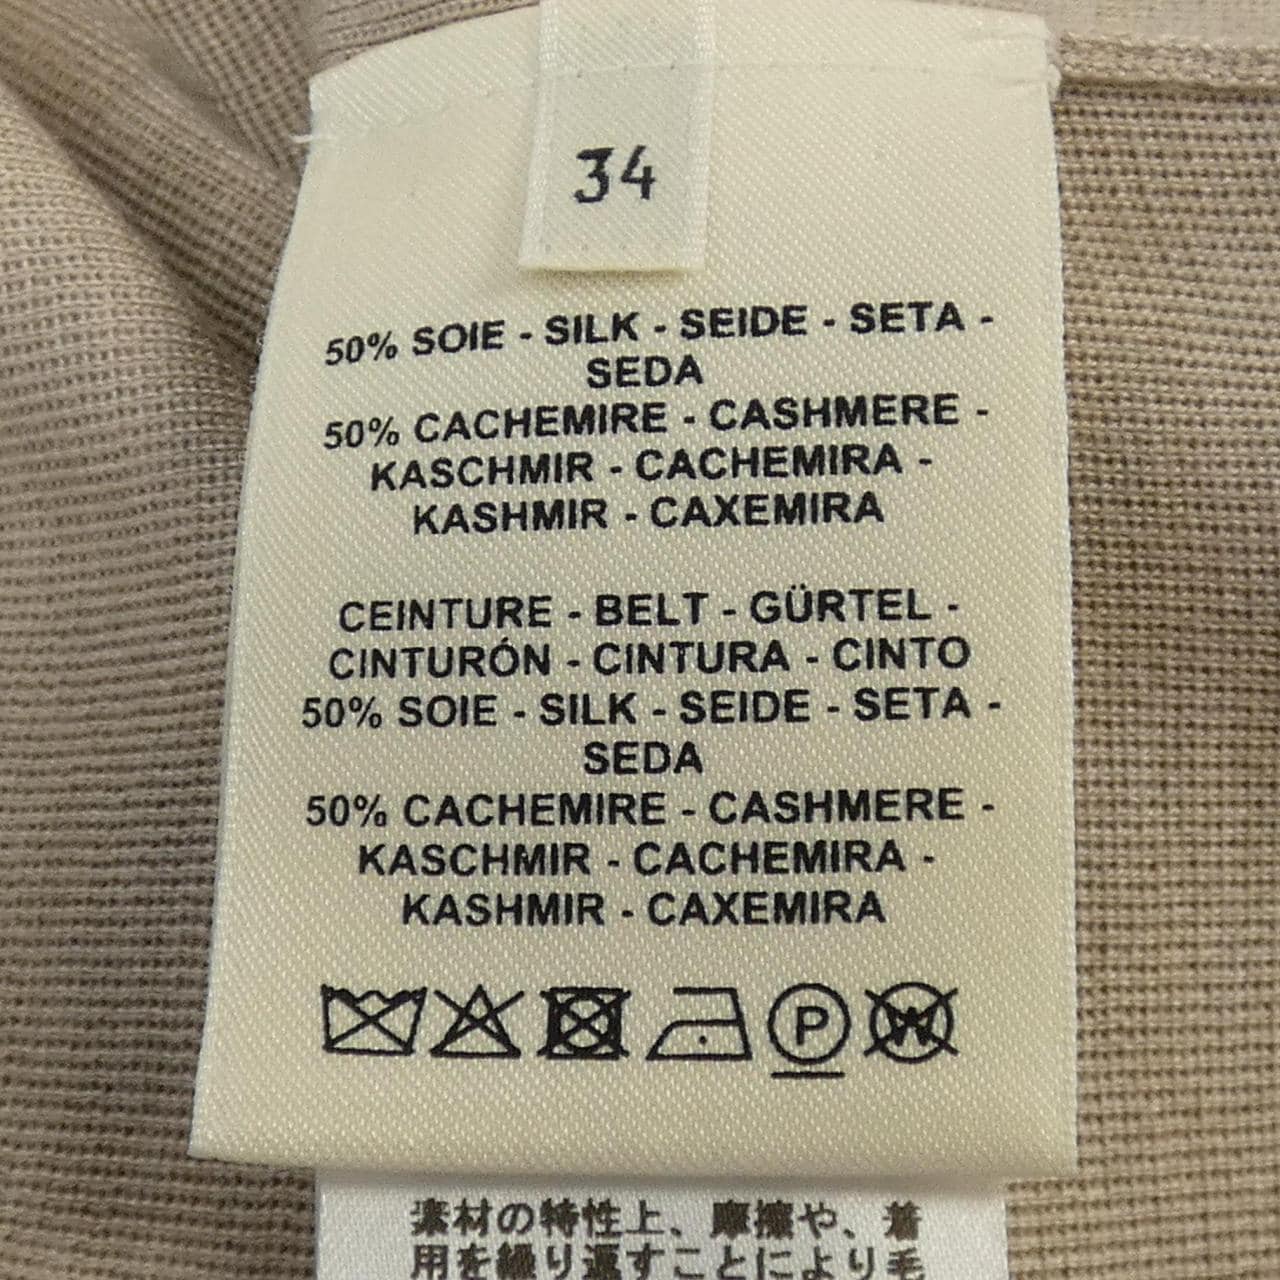 34
50% SOIE - SILK - SEIDE - SETA -
SEDA
50% CACHEMIRE - CASHMERE -
KASCHMIR - CACHEMIRA -
KASHMIR - CAXEMIRA
CEINTURE - BELT - GÜRTEL -
CINTURÓN - CINTURA - CINTO
50% SOIE - SILK - SEIDE - SETA -
SEDA
50% CACHEMIRE - CASHMERE -
KASCHMIR - CACHEMIRA -
KASHMIR - CAXEMIRA
P W
素材の特性上、摩擦や、着
用を繰り返すことにより毛